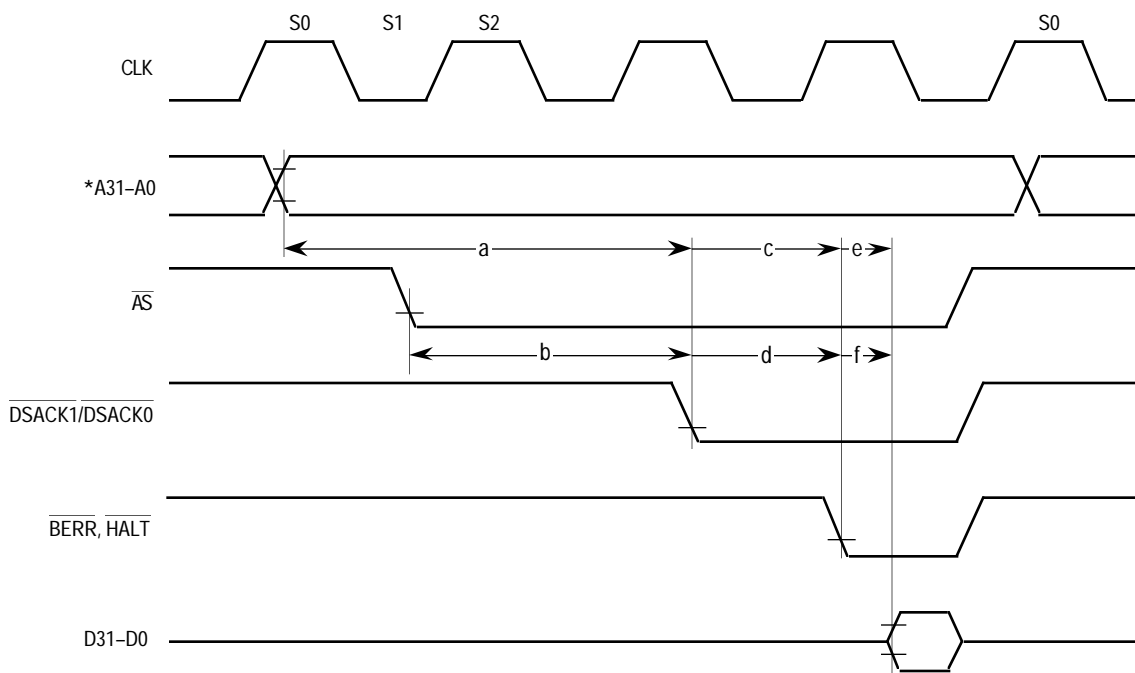 S0 S1 S2 S0
CLK
*A31–A0
a c e
AS
b d f
DSACK1/DSACK0
BERR, HALT
D31–D0